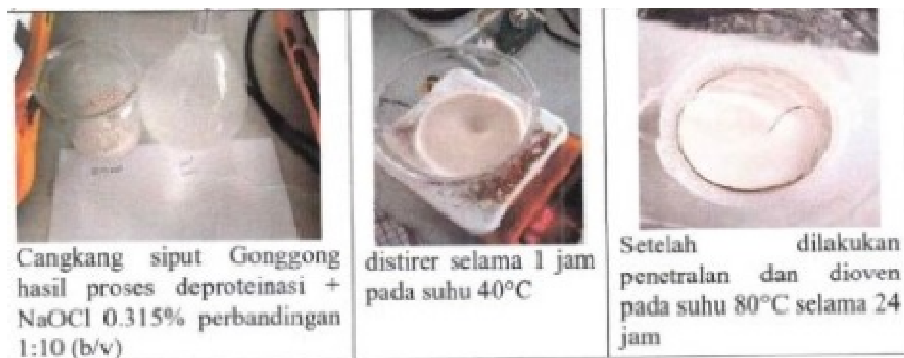 Cangkang siput Gonggong
hasil proses deproteinasi +
NaOCl 0.315% perbandingan
1:10 (b/v)
distirer selama 1 jam
pada suhu 40°C
Setelah dilakukan
penetralan dan dioven
pada suhu 80°C selama 24
jam